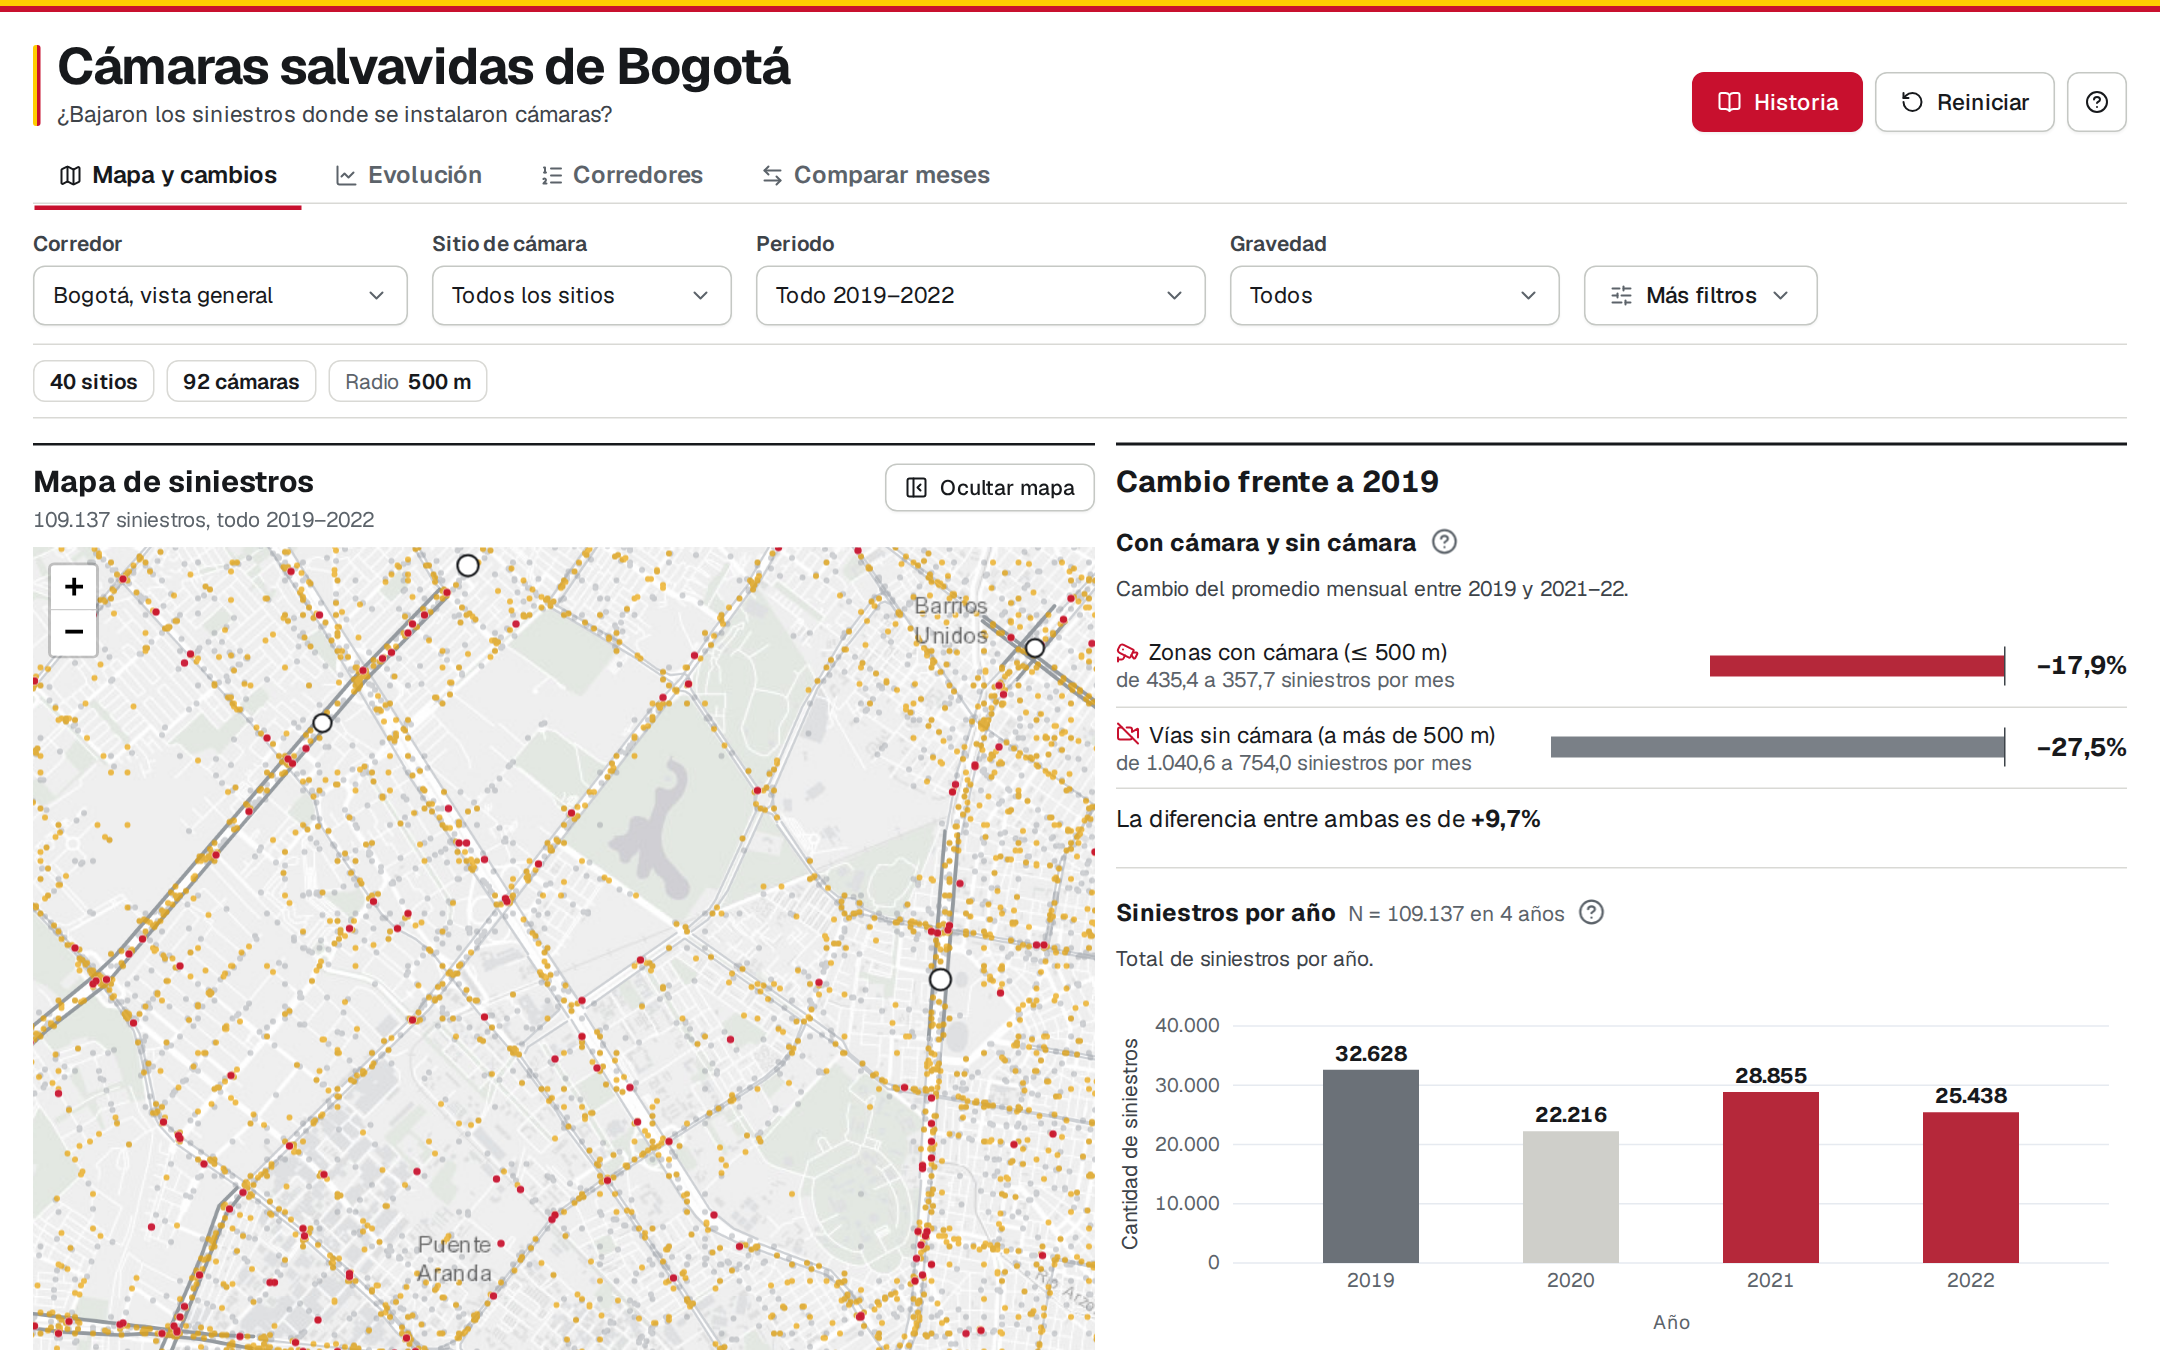 Cámaras salvavidas de Bogotá
¿Bajaron los siniestros donde se instalaron cámaras?
Historia
Reiniciar
Mapa y cambios
Evolución
Corredores
Comparar meses
Corredor
Sitio de cámara
Periodo
Gravedad
Bogotá, vista general
Todos los sitios
Todo 2019–2022
Todos
Más filtros
40 sitios
92 cámaras
Radio 500 m
Mapa de siniestros
109.137 siniestros, todo 2019–2022
Ocultar mapa
+
−
Barrios
Unidos
Puente
Aranda
Cambio frente a 2019
Con cámara y sin cámara
Cambio del promedio mensual entre 2019 y 2021–22.
Zonas con cámara (≤ 500 m)
de 435,4 a 357,7 siniestros por mes
−17,9%
Vías sin cámara (a más de 500 m)
de 1.040,6 a 754,0 siniestros por mes
−27,5%
La diferencia entre ambas es de +9,7%
Siniestros por año N = 109.137 en 4 años
Total de siniestros por año.
Cantidad de siniestros
40.000
30.000
20.000
10.000
0
32.628
22.216
28.855
25.438
2019
2020
2021
2022
Año